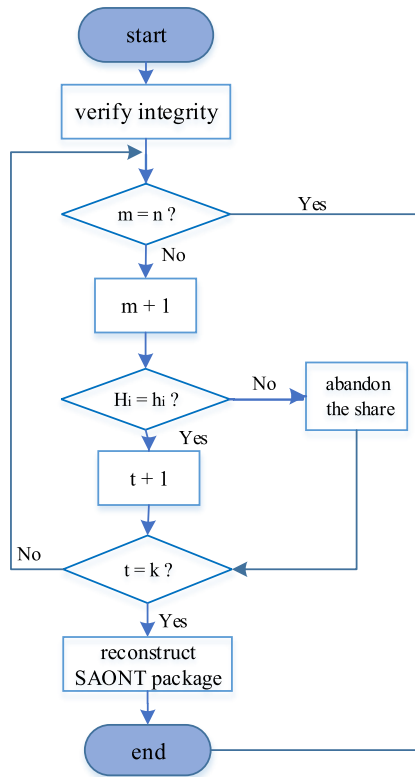 start
verify integrity
m = n ?
Yes
No
m + 1
Hi = hi ?
No
abandon
the share
Yes
t + 1
No
t = k ?
Yes
reconstruct
SAONT package
end